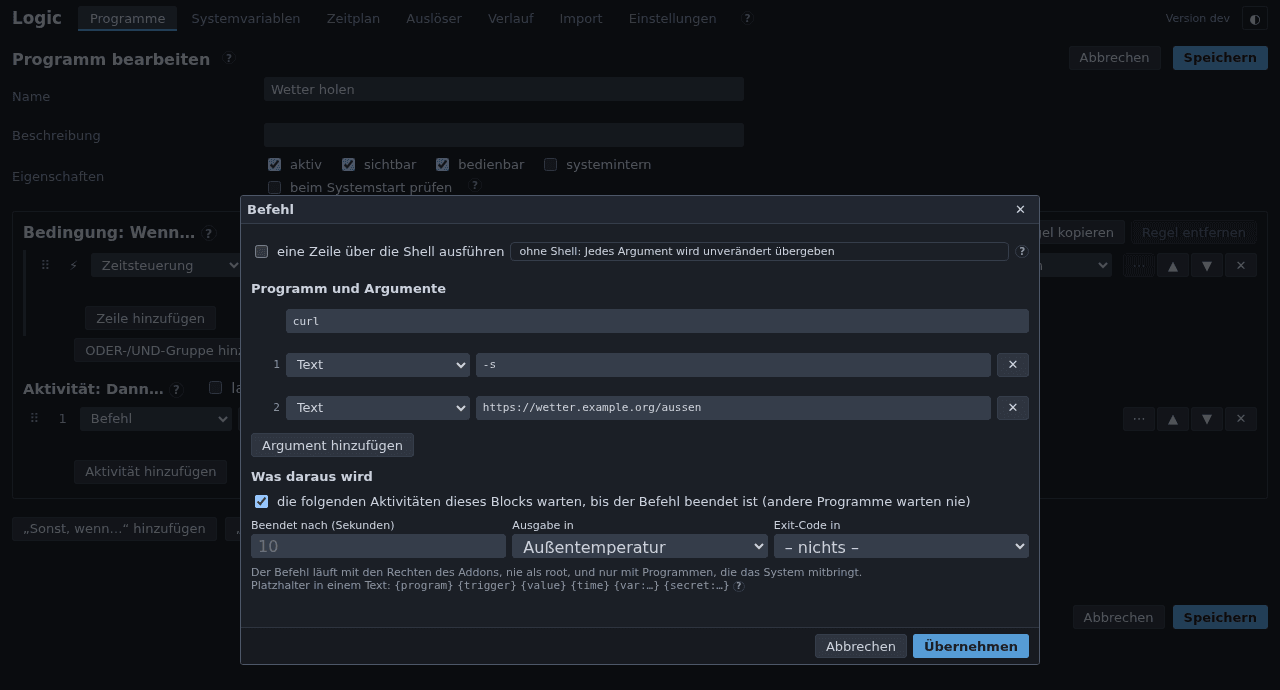 Logic Programme Systemvariablen Zeitplan Auslöser Verlauf Import Einstellungen ? Version dev
Programm bearbeiten ? Abbrechen Speichern
Name Wetter holen
Beschreibung
Eigenschaften aktiv sichtbar bedienbar systemintern
beim Systemstart prüfen ?
Befehl ✕
Bedingung: Wenn… ? gel kopieren Regel entfernen
eine Zeile über die Shell ausführen ohne Shell: Jedes Argument wird unverändert übergeben ?
Zeitsteuerung … ▲ ▼ ✕
Programm und Argumente
Zeile hinzufügen
curl
ODER-/UND-Gruppe hinz
1 Text -s ✕
Aktivität: Dann… ? la
2 Text https://wetter.example.org/aussen ✕
1 Befehl … ▲ ▼ ✕
Argument hinzufügen
Aktivität hinzufügen
Was daraus wird
die folgenden Aktivitäten dieses Blocks warten, bis der Befehl beendet ist (andere Programme warten nie)
„Sonst, wenn…“ hinzufügen „
Beendet nach (Sekunden) Ausgabe in Exit-Code in
10 Außentemperatur – nichts –
Der Befehl läuft mit den Rechten des Addons, nie als root, und nur mit Programmen, die das System mitbringt.
Platzhalter in einem Text: {program} {trigger} {value} {time} {var:…} {secret:…} ?
Abbrechen Speichern
Abbrechen Übernehmen